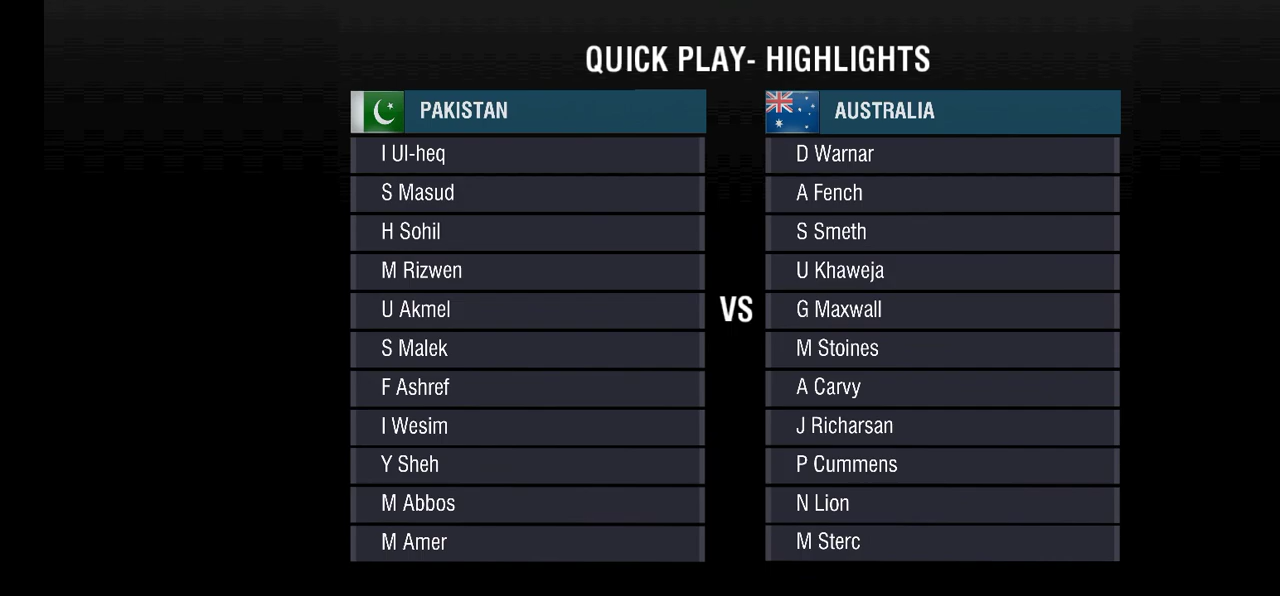 QUICK PLAY- HIGHLIGHTS
PAKISTAN
I Ul-heq
S Masud
H Sohil
M Rizwen
U Akmel
S Malek
F Ashref
I Wesim
Y Sheh
M Abbos
M Amer
VS
AUSTRALIA
D Warnar
A Fench
S Smeth
U Khaweja
G Maxwall
M Stoines
A Carvy
J Richarsan
P Cummens
N Lion
M Sterc